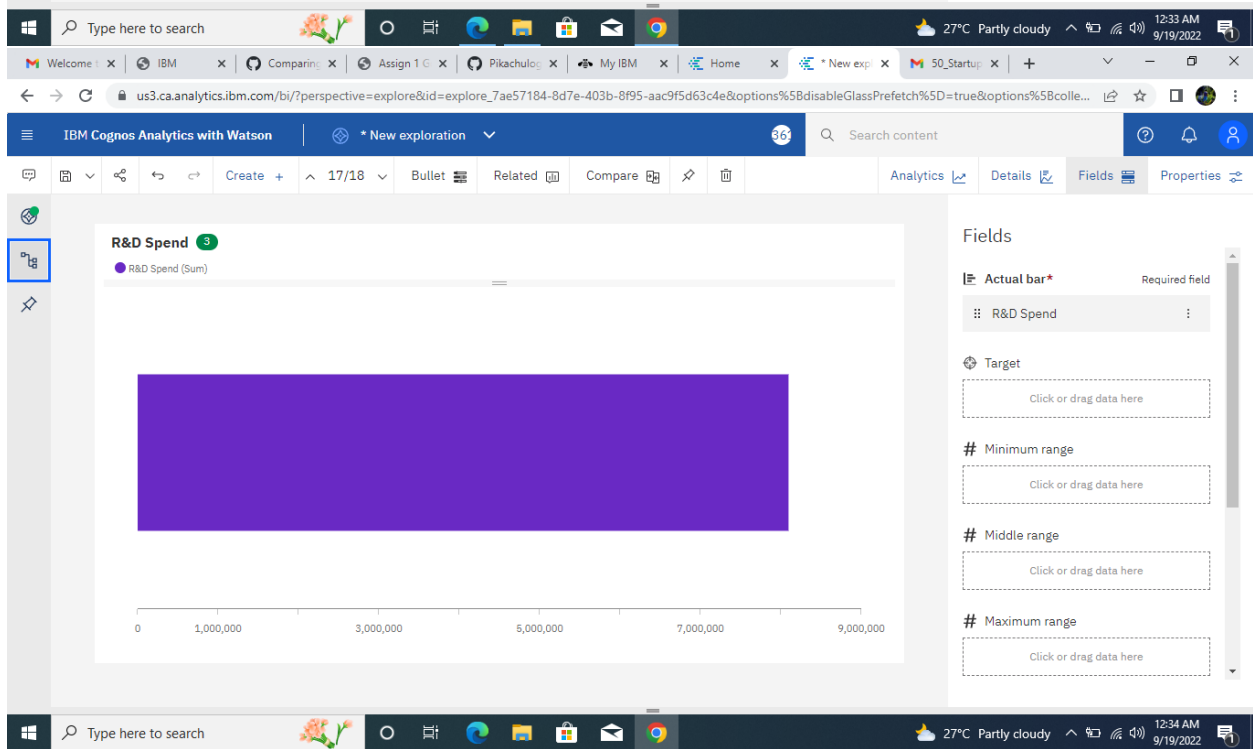 Type here to search
27°C Partly cloudy
12:33 AM
9/19/2022
1
Welcome t
IBM
Comparing
Assign 1 G
Pikachulog
My IBM
Home
* New expl
50_Startup
us3.ca.analytics.ibm.com/bi/?perspective=explore&id=explore_7ae57184-8d7e-403b-8f95-aac9f5d63c4e&options%5BdisableGlassPrefetch%5D=true&options%5Bcolle...
IBM Cognos Analytics with Watson
* New exploration
Search content
Create +
17/18
Bullet
Related
Compare
Analytics
Details
Fields
Properties
R&D Spend 3
R&D Spend (Sum)
0 1,000,000 3,000,000 5,000,000 7,000,000 9,000,000
Fields
Actual bar* Required field
R&D Spend
Target
Click or drag data here
# Minimum range
Click or drag data here
# Middle range
Click or drag data here
# Maximum range
Click or drag data here
Type here to search
27°C Partly cloudy
12:34 AM
9/19/2022
1